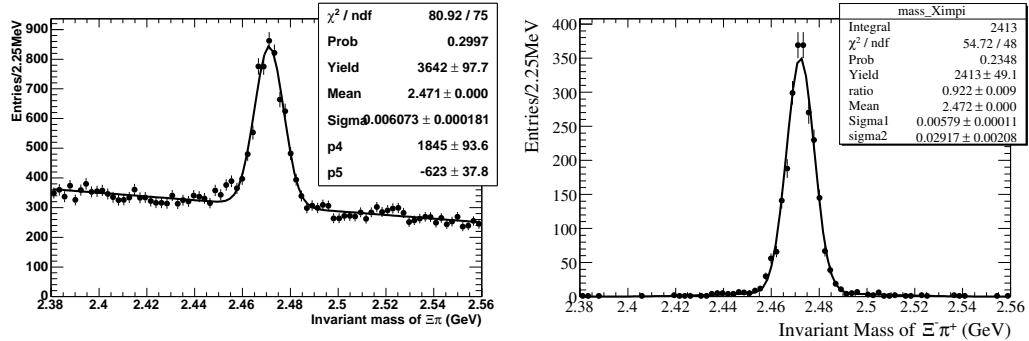 χ² / ndf 80.92 / 75
Prob 0.2997
Yield 3642 ± 97.7
Mean 2.471 ± 0.000
Sigma 0.006073 ± 0.000181
p4 1845 ± 93.6
p5 -623 ± 37.8
Entries/2.25MeV
900
800
700
600
500
400
300
200
100
0
2.38 2.4 2.42 2.44 2.46 2.48 2.5 2.52 2.54 2.56
Invariant mass of Ξπ (GeV)
mass_Ximpi
Integral 2413
χ² / ndf 54.72 / 48
Prob 0.2348
Yield 2413 ± 49.1
ratio 0.922 ± 0.009
Mean 2.472 ± 0.000
Sigma1 0.00579 ± 0.00011
sigma2 0.02917 ± 0.00208
Entries/2.25MeV
400
350
300
250
200
150
100
50
0
2.38 2.4 2.42 2.44 2.46 2.48 2.5 2.52 2.54 2.56
Invariant Mass of Ξ⁻π⁺ (GeV)